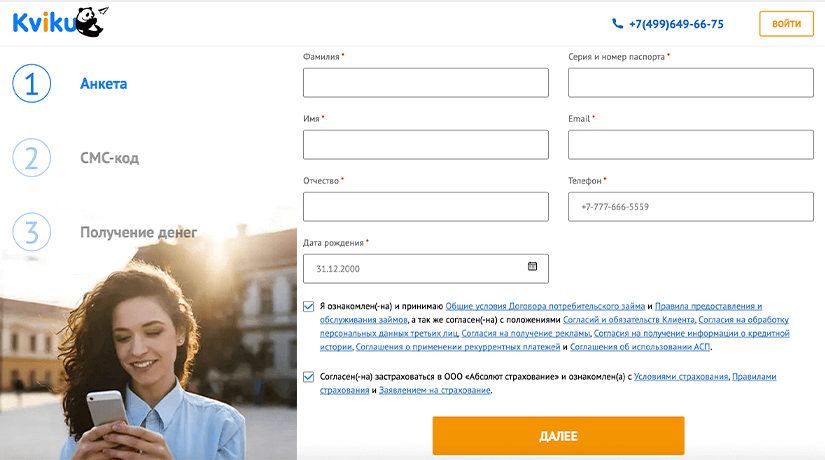 Kviku
+7(499)649-66-75
ВОЙТИ
1 Анкета
2 СМС-код
3 Получение денег
Фамилия *
Серия и номер паспорта *
Имя *
Email *
Отчество *
Телефон *
+7-777-666-5559
Дата рождения *
31.12.2000
Я ознакомлен(-на) и принимаю Общие условия Договора потребительского займа и Правила предоставления и
обслуживания займов, а так же согласен(-на) с положениями Согласий и обязательств Клиента, Согласия на обработку
персональных данных третьих лиц, Согласия на получение рекламы, Согласия на получение информации о кредитной
истории, Соглашения о применении рекуррентных платежей и Соглашения об использовании АСП.
Согласен(-на) застраховаться в ООО «Абсолют страхование» и ознакомлен(а) с Условиями страхования, Правилами
страхования и Заявлением на страхование.
ДАЛЕЕ